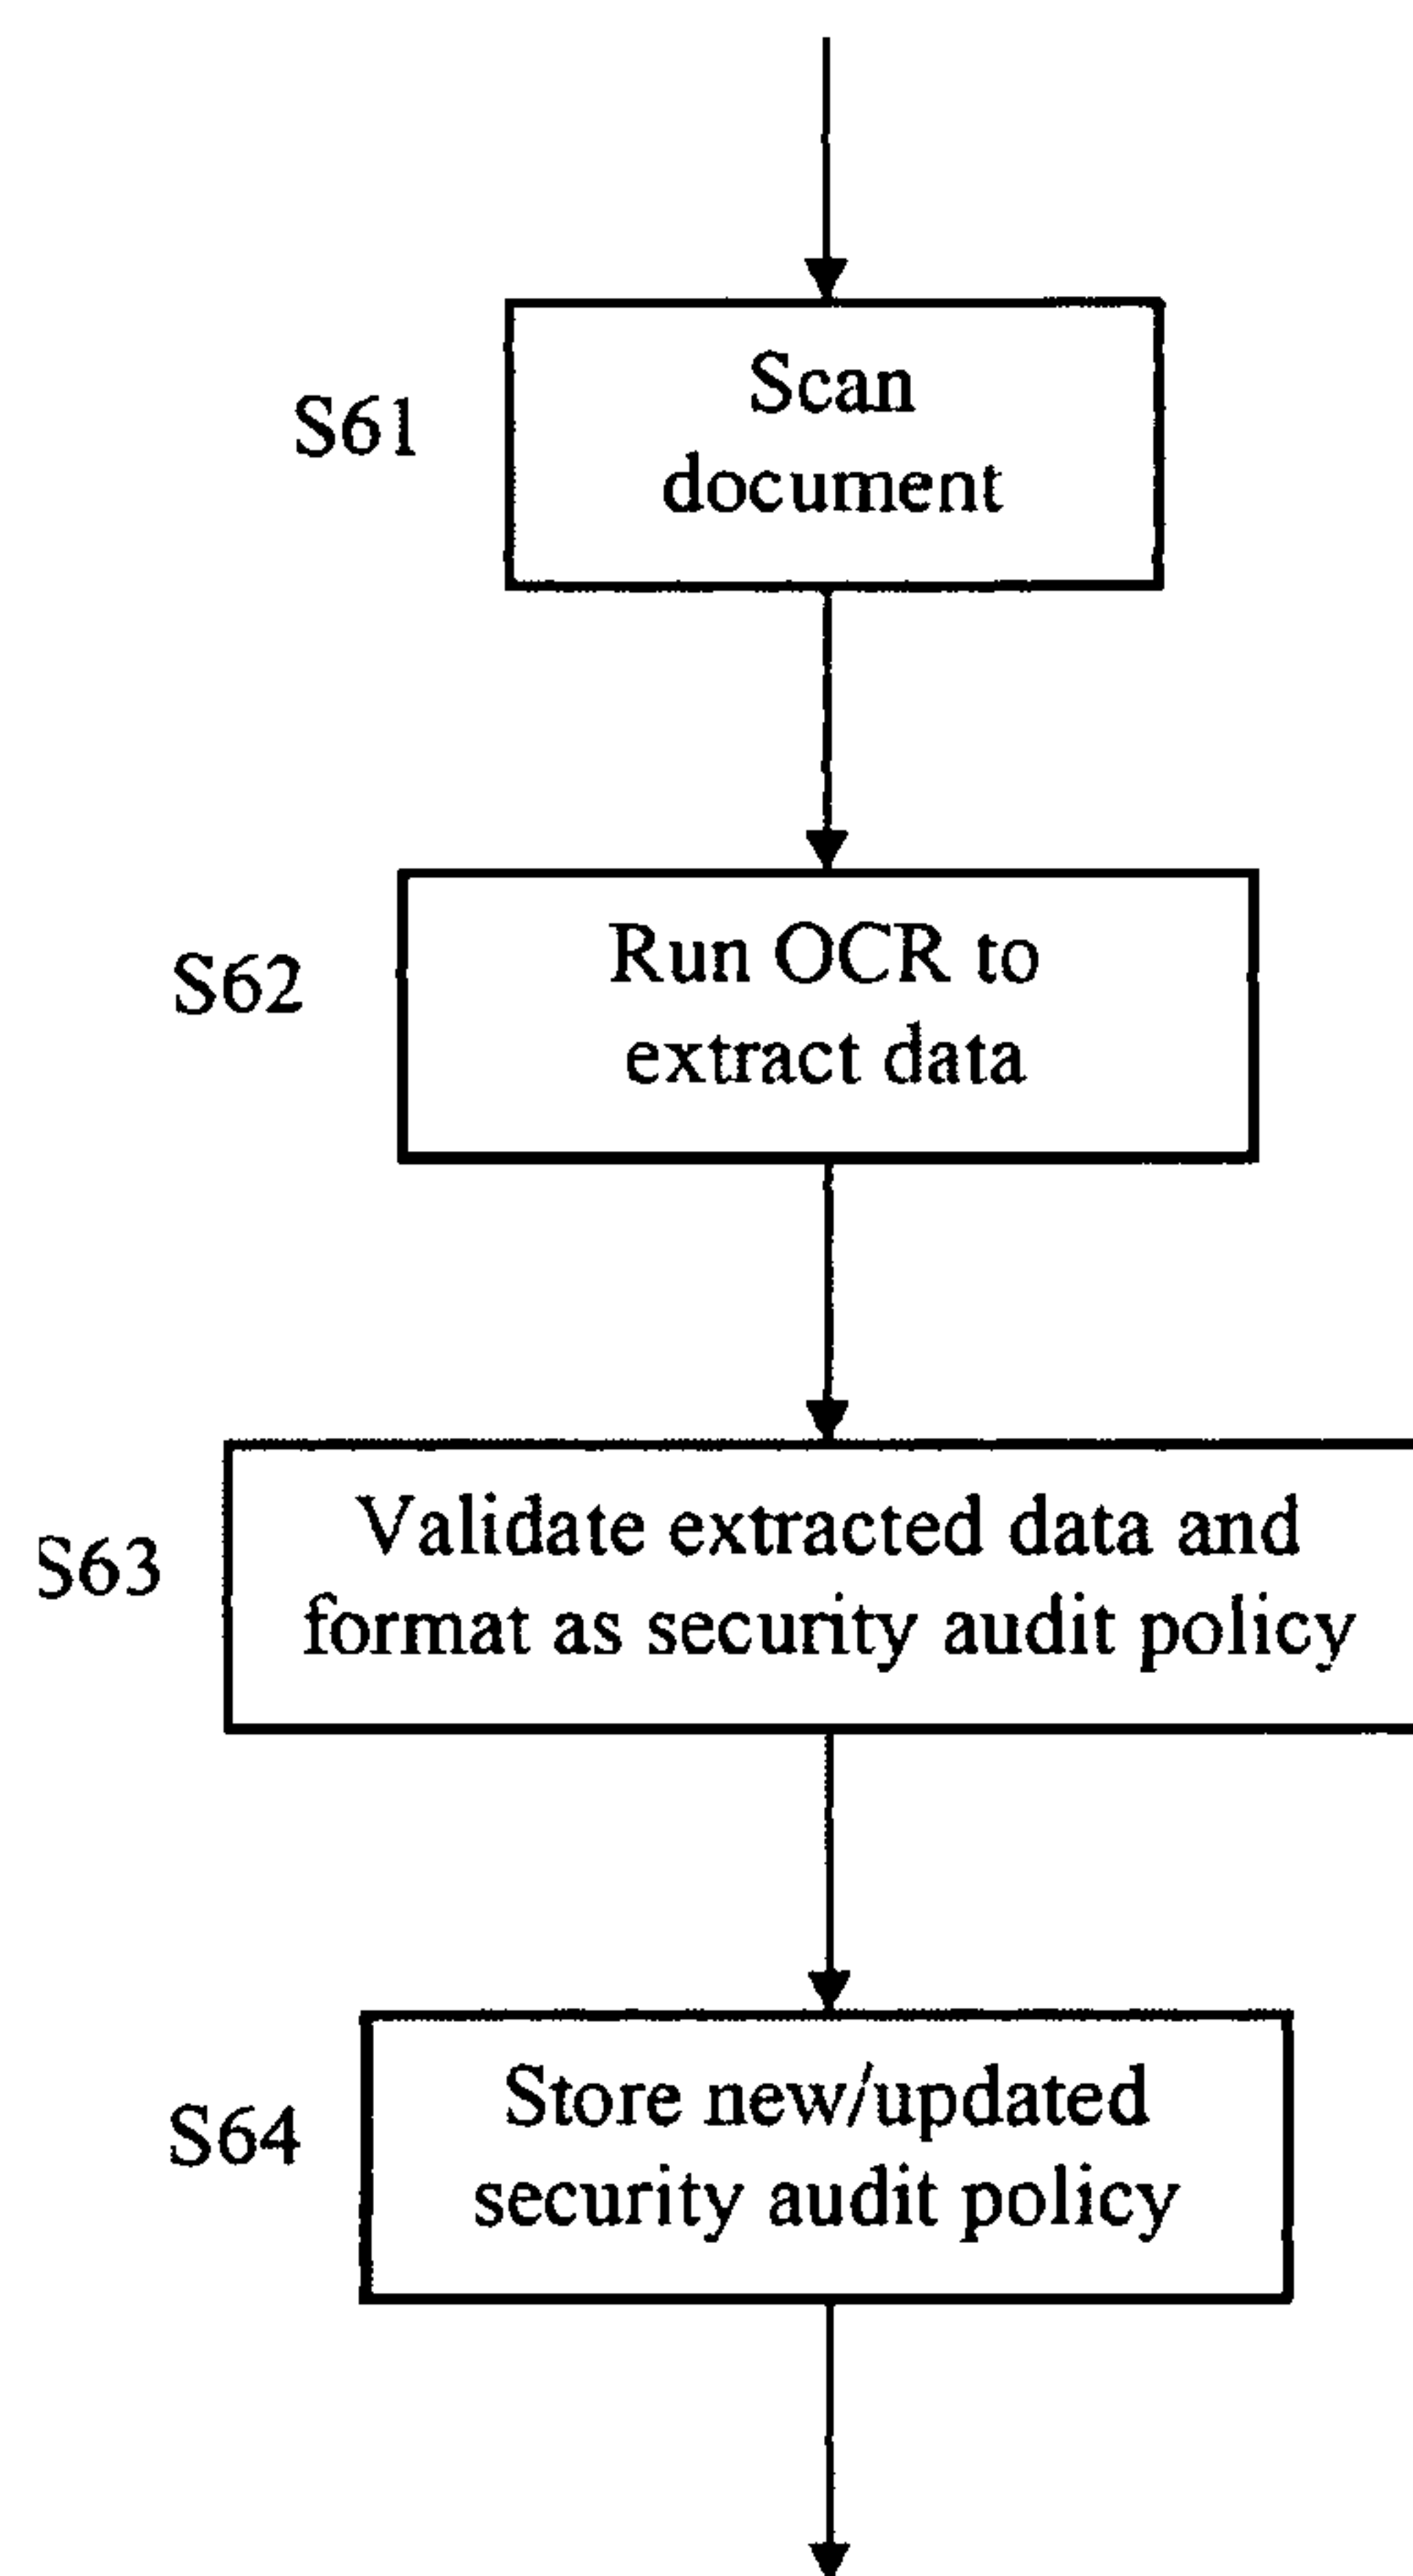 S61
Scan
document
S62
Run OCR to
extract data
S63
Validate extracted data and
format as security audit policy
S64
Store new/updated
security audit policy